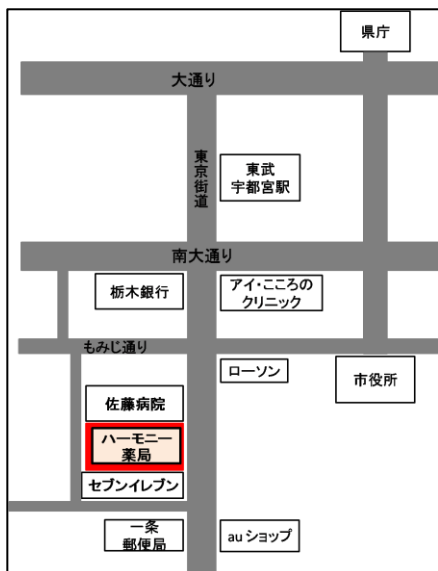 県庁
大通り
東京街道
東武
宇都宮駅
南大通り
栃木銀行
アイ・こころの
クリニック
もみじ通り
ローソン
市役所
佐藤病院
ハーモニー
薬局
セブンイレブン
一条
郵便局
auショップ